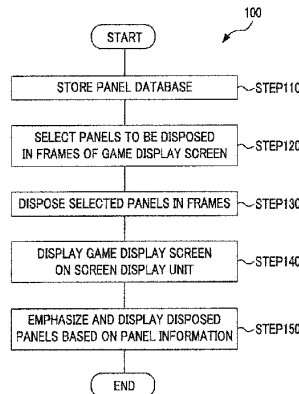 100
START
STORE PANEL DATABASE
STEP110
SELECT PANELS TO BE DISPOSED
IN FRAMES OF GAME DISPLAY SCREEN
STEP120
DISPOSE SELECTED PANELS IN FRAMES
STEP130
DISPLAY GAME DISPLAY SCREEN
ON SCREEN DISPLAY UNIT
STEP140
EMPHASIZE AND DISPLAY DISPOSED
PANELS BASED ON PANEL INFORMATION
STEP150
END